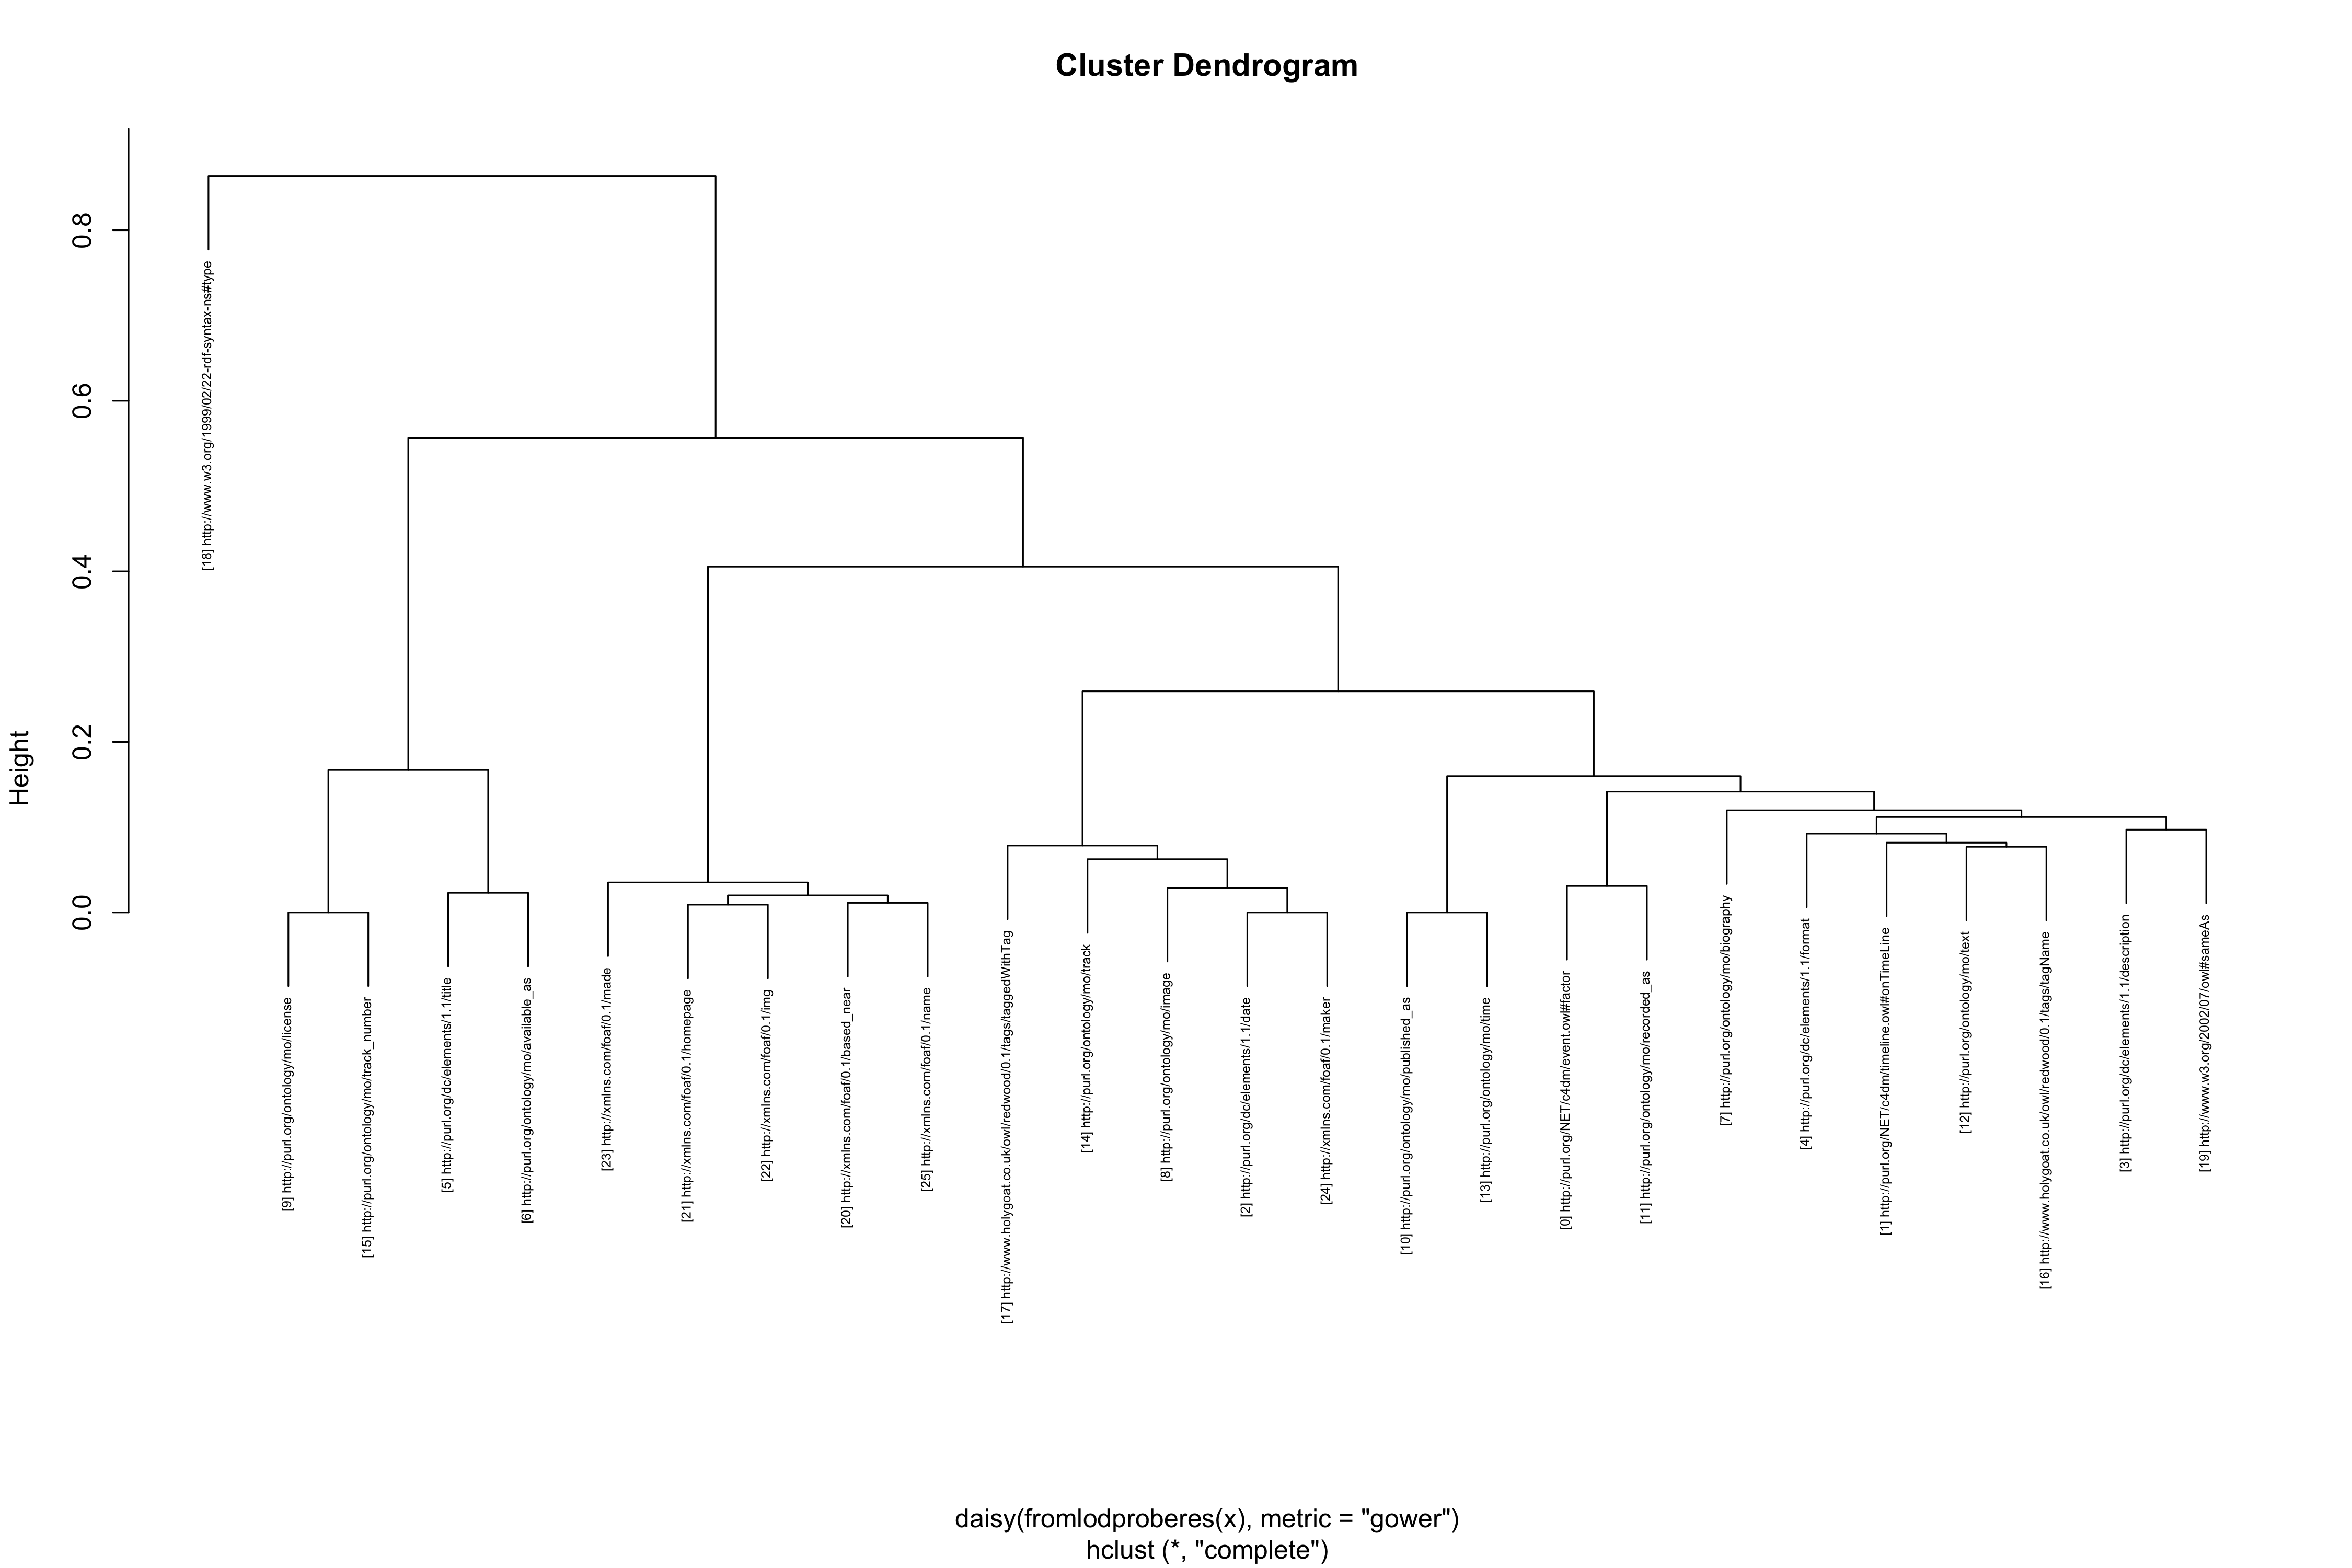 Cluster Dendrogram
Height
0.0
0.2
0.4
0.6
0.8
[18] http://www.w3.org/1999/02/22-rdf-syntax-ns#type
[9] http://purl.org/ontology/mo/license
[15] http://purl.org/ontology/mo/track_number
[5] http://purl.org/dc/elements/1.1/title
[6] http://purl.org/ontology/mo/available_as
[23] http://xmlns.com/foaf/0.1/made
[21] http://xmlns.com/foaf/0.1/homepage
[22] http://xmlns.com/foaf/0.1/img
[20] http://xmlns.com/foaf/0.1/based_near
[25] http://xmlns.com/foaf/0.1/name
[17] http://www.holygoat.co.uk/owl/redwood/0.1/tags/taggedWithTag
[14] http://purl.org/ontology/mo/track
[8] http://purl.org/ontology/mo/image
[2] http://purl.org/dc/elements/1.1/date
[24] http://xmlns.com/foaf/0.1/maker
[10] http://purl.org/ontology/mo/published_as
[13] http://purl.org/ontology/mo/time
[0] http://purl.org/NET/c4dm/event.owl#factor
[11] http://purl.org/ontology/mo/recorded_as
[7] http://purl.org/ontology/mo/biography
[4] http://purl.org/dc/elements/1.1/format
[1] http://purl.org/NET/c4dm/timeline.owl#onTimeLine
[12] http://purl.org/ontology/mo/text
[16] http://www.holygoat.co.uk/owl/redwood/0.1/tags/tagName
[3] http://purl.org/dc/elements/1.1/description
[19] http://www.w3.org/2002/07/owl#sameAs
daisy(fromlodproberes(x), metric = "gower")
hclust (*, "complete")